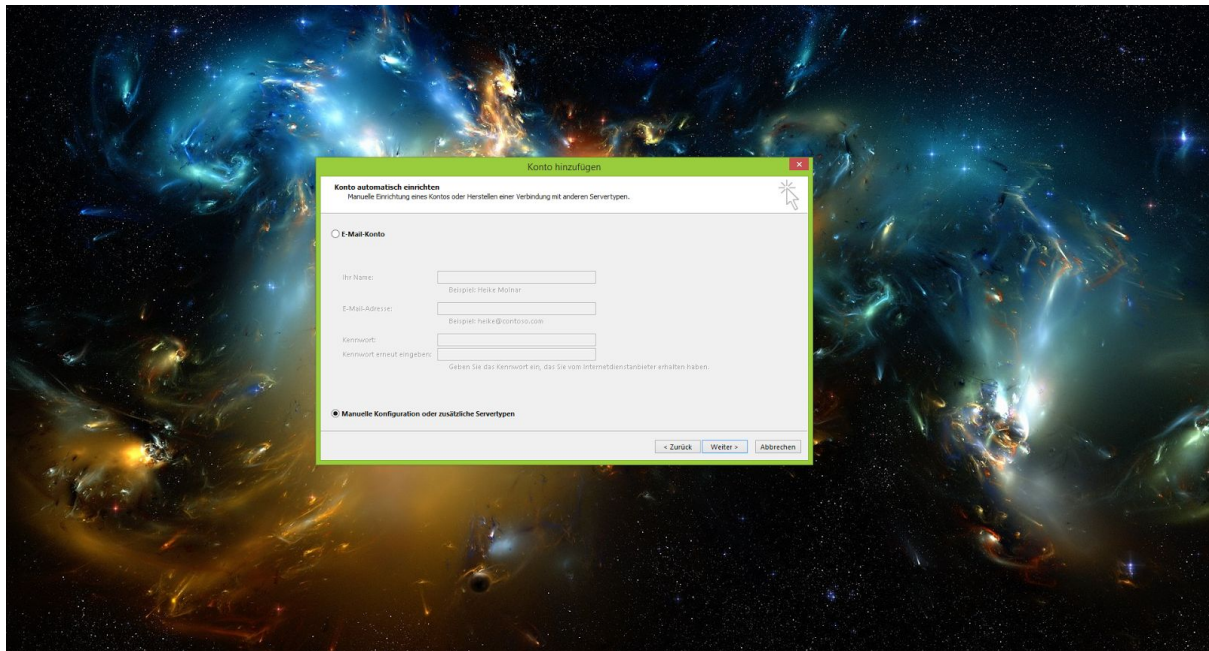 Konto hinzufügen
Konto automatisch einrichten
Manuelle Einrichtung eines Kontos oder Herstellen einer Verbindung mit anderen Servertypen.
E-Mail-Konto
Ihr Name:
Beispiel: Heike Molnar
E-Mail-Adresse:
Beispiel: heike@contoso.com
Kennwort:
Kennwort erneut eingeben:
Geben Sie das Kennwort ein, das Sie vom Internetdienstanbieter erhalten haben.
Manuelle Konfiguration oder zusätzliche Servertypen
< Zurück Weiter > Abbrechen